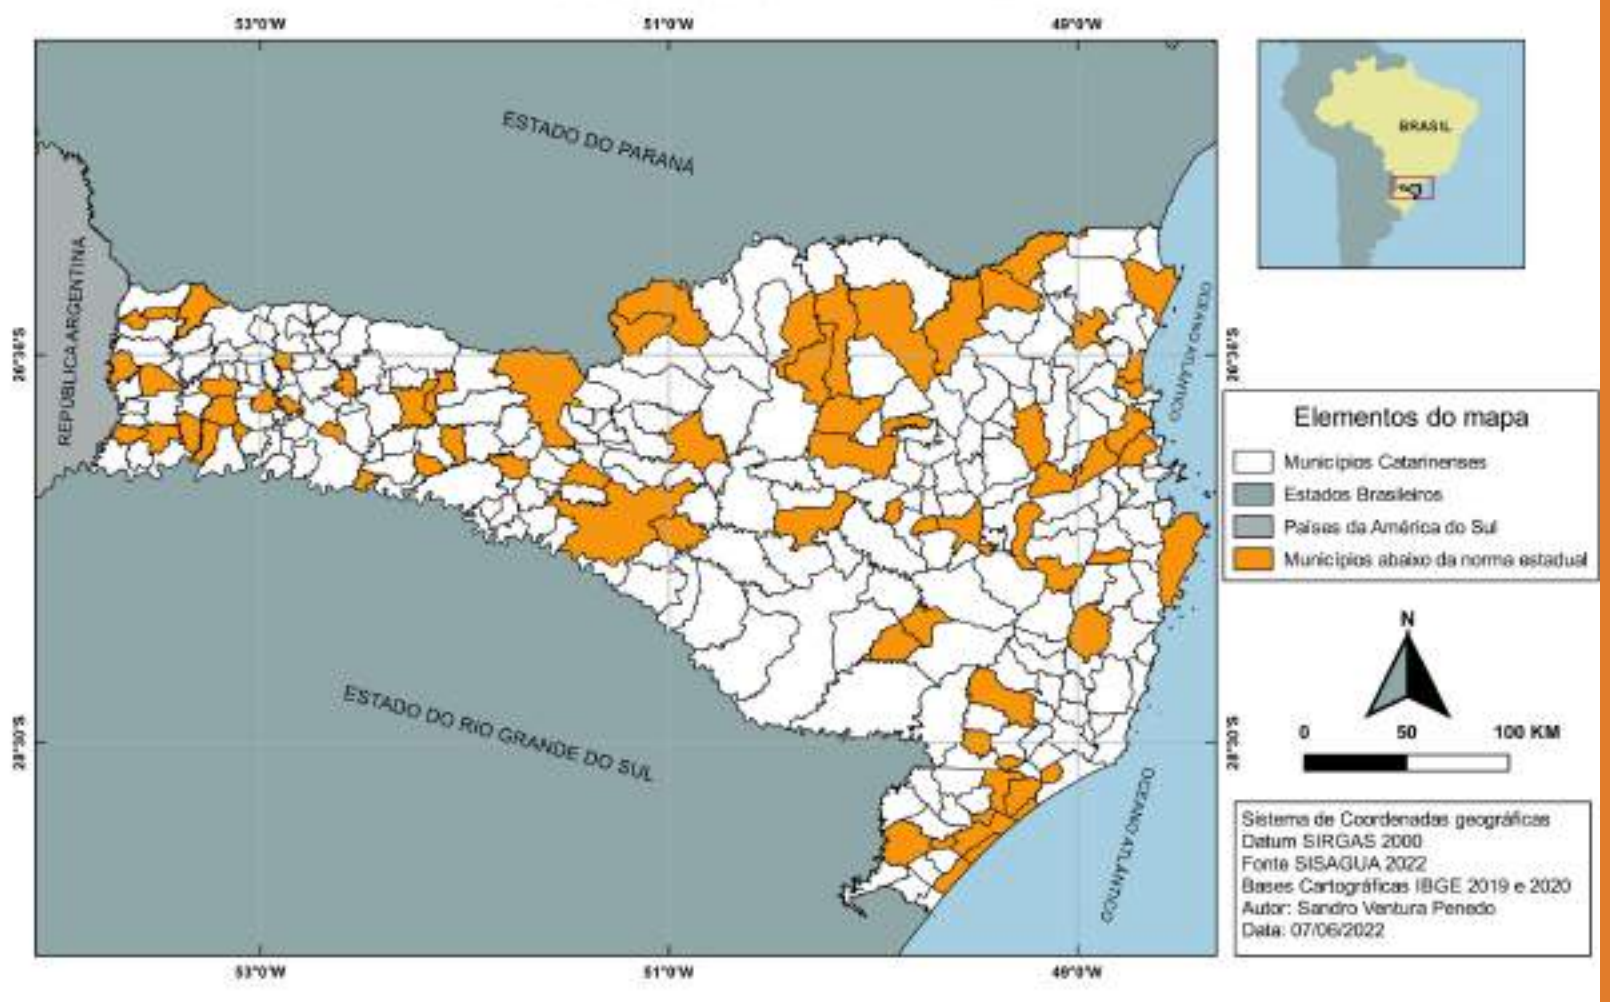 53°0'W 51°0'W 49°0'W
ESTADO DO PARANÁ
BRASIL
REPÚBLICA ARGENTINA
OCEANO ATLÂNTICO
26°36'S 26°36'S
Elementos do mapa
Municípios Catarinenses
Estados Brasileiros
Países da América do Sul
Municípios abaixo da norma estadual
N
ESTADO DO RIO GRANDE DO SUL
0 50 100 KM
28°30'S 28°30'S
OCEANO ATLÂNTICO
Sistema de Coordenadas geográficas
Datum SIRGAS 2000
Fonte SISAGUA 2022
Bases Cartográficas IBGE 2019 e 2020
Autor: Sandro Ventura Penedo
Data: 07/06/2022
53°0'W 51°0'W 49°0'W